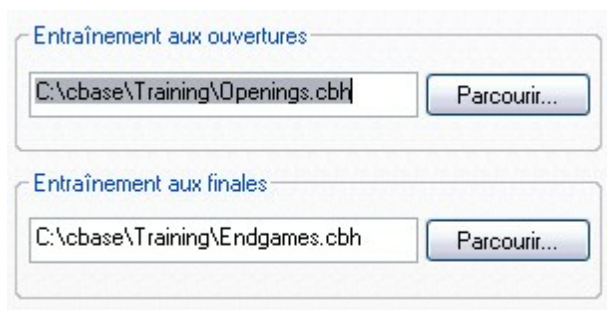 Entraînement aux ouvertures
C:\cbase\Training\Openings.cbh
Parcourir...
Entraînement aux finales
C:\cbase\Training\Endgames.cbh
Parcourir...